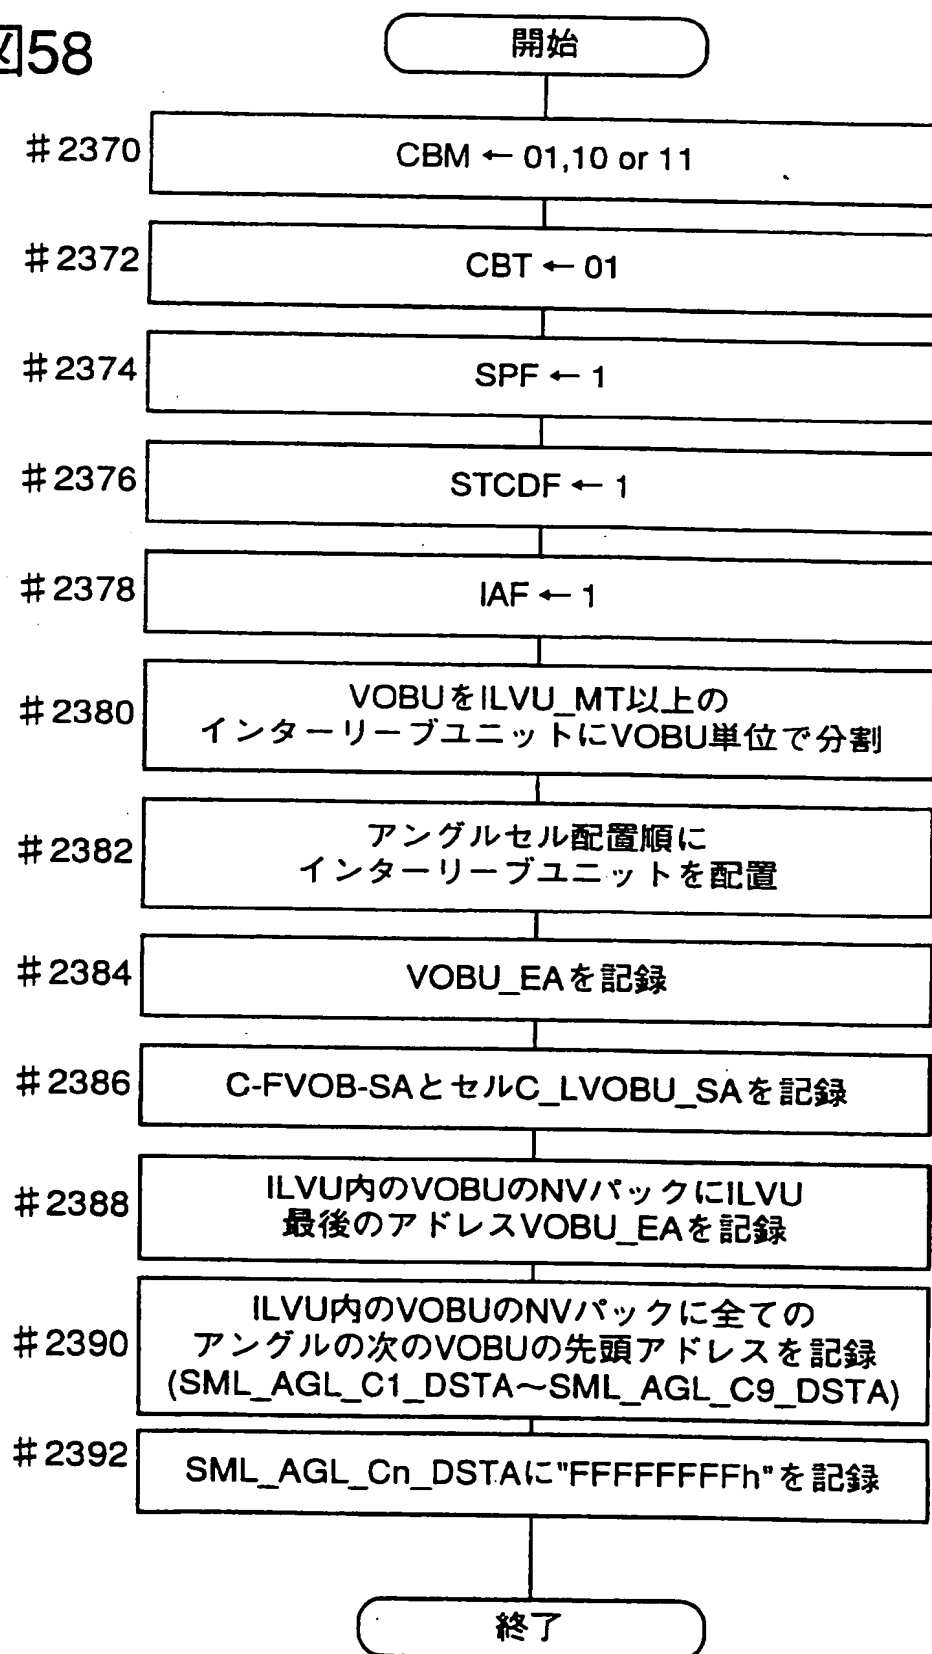 図58
開始
#2370
CBM ← 01,10 or 11
#2372
CBT ← 01
#2374
SPF ← 1
#2376
STCDF ← 1
#2378
IAF ← 1
#2380
VOBUをILVU_MT以上の
インターリーブユニットにVOBU単位で分割
#2382
アングルセル配置順に
インターリーブユニットを配置
#2384
VOBU_EAを記録
#2386
C-FVOB-SAとセルC_LVOBU_SAを記録
#2388
ILVU内のVOBUのNVパックにILVU
最後のアドレスVOBU_EAを記録
#2390
ILVU内のVOBUのNVパックに全ての
アングルの次のVOBUの先頭アドレスを記録
(SML_AGL_C1_DSTA～SML_AGL_C9_DSTA)
#2392
SML_AGL_Cn_DSTAに"FFFFFFFFh"を記録
終了